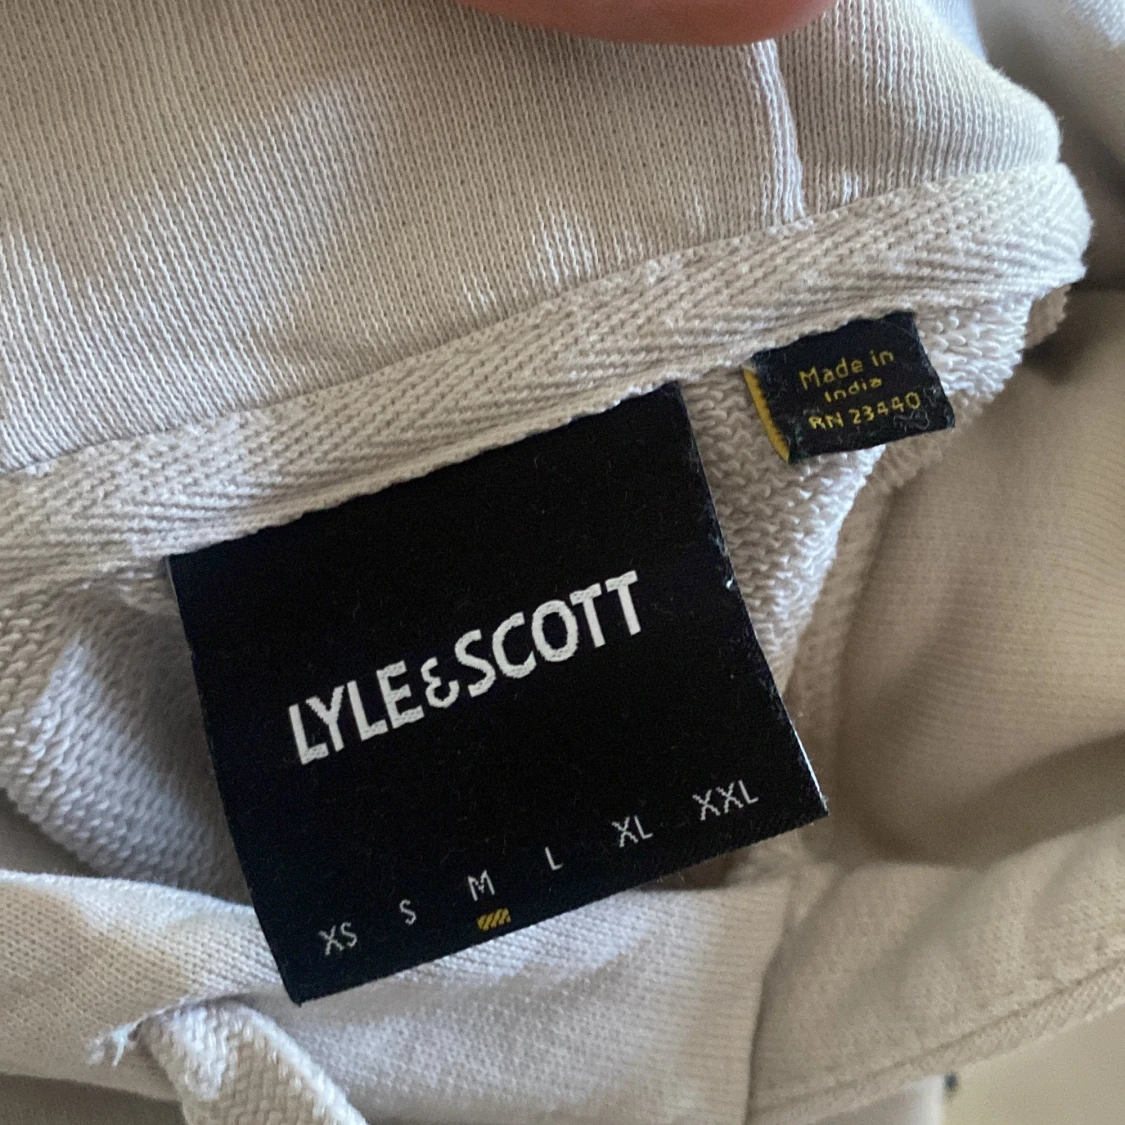 Made in
India
RN 23440
LYLE & SCOTT
XS S M L XL XXL